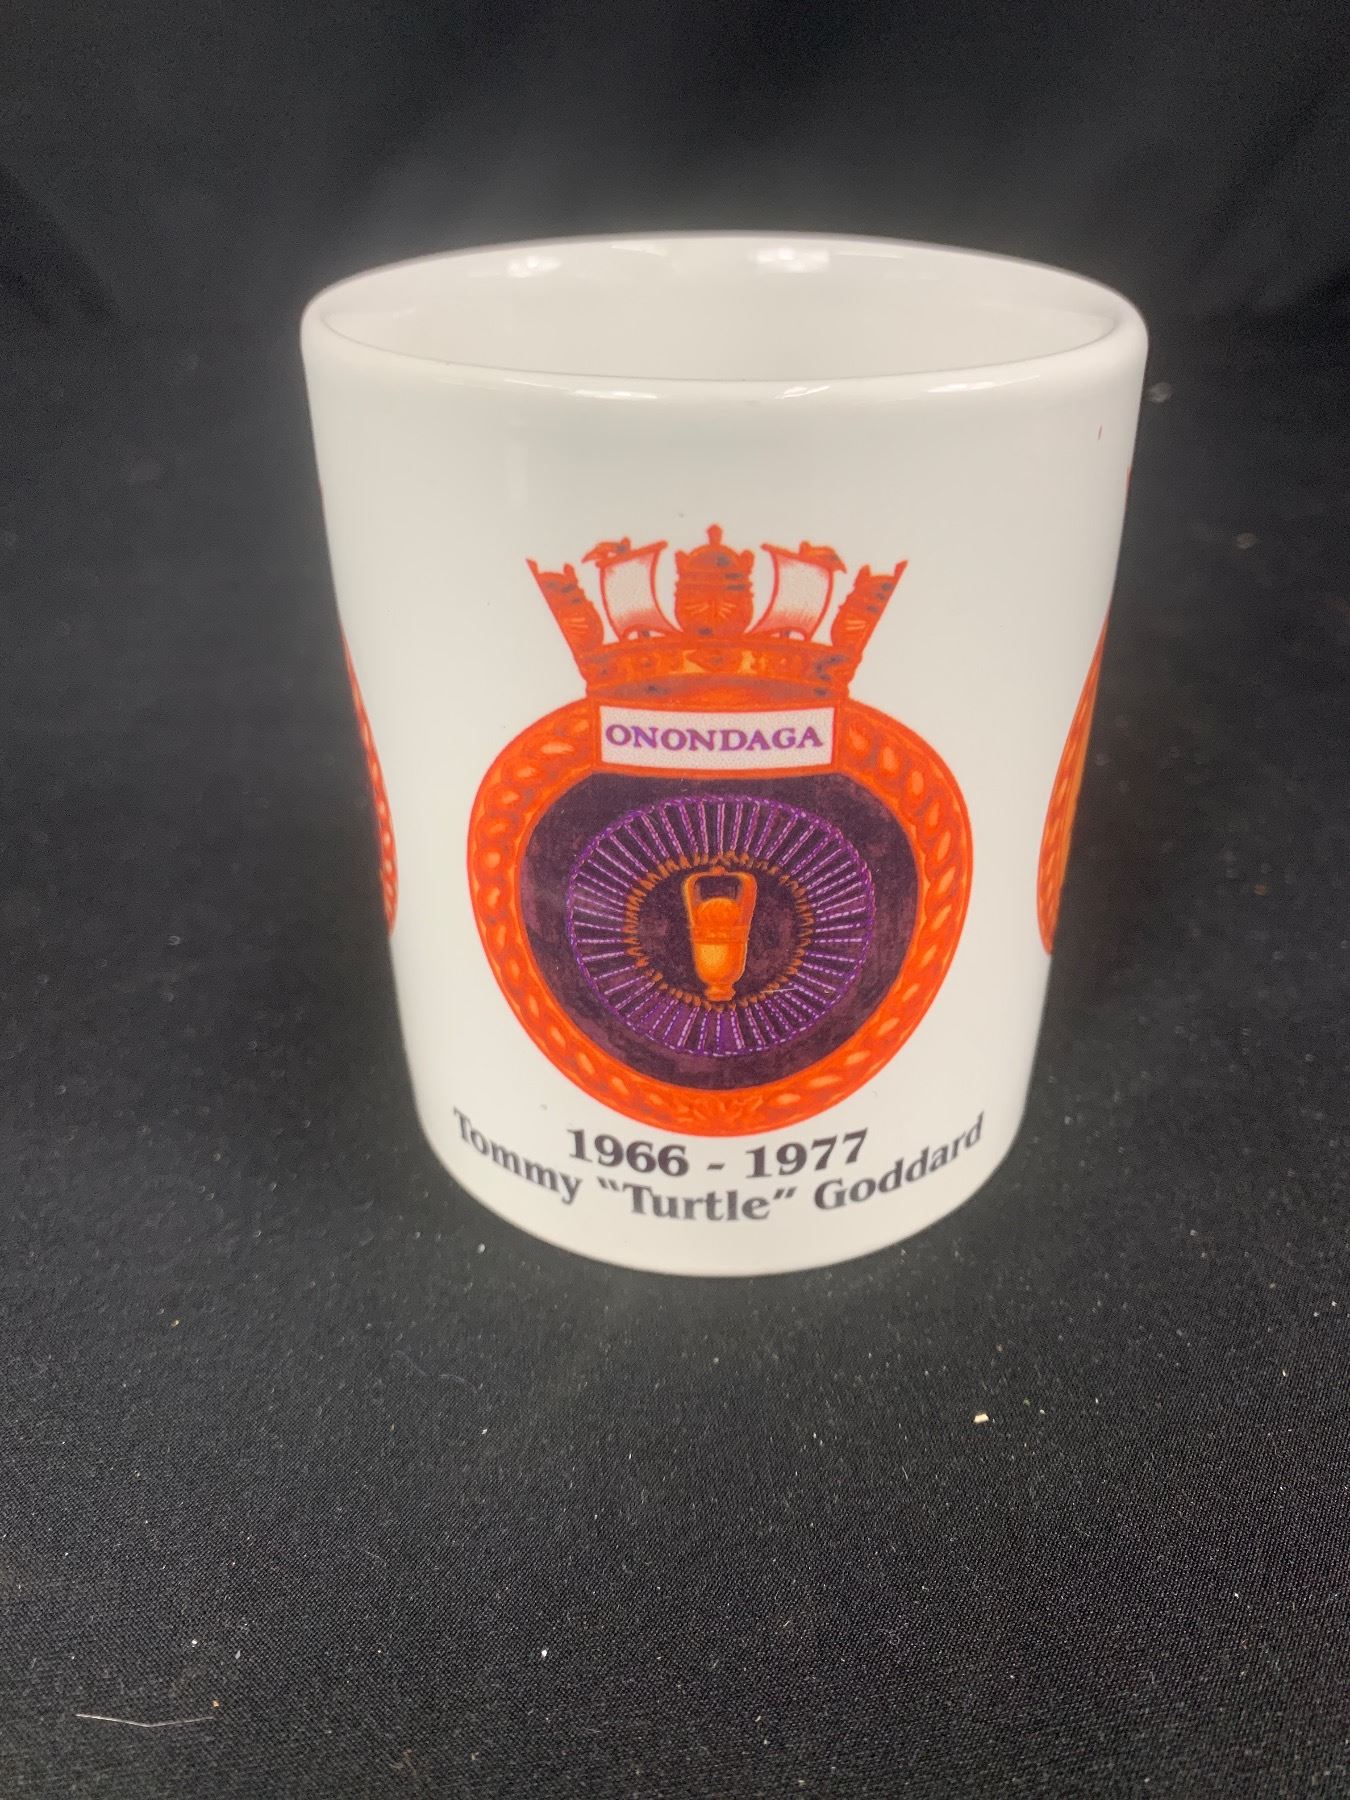 ONONDAGA
1966 - 1977
Tommy "Turtle" Goddard